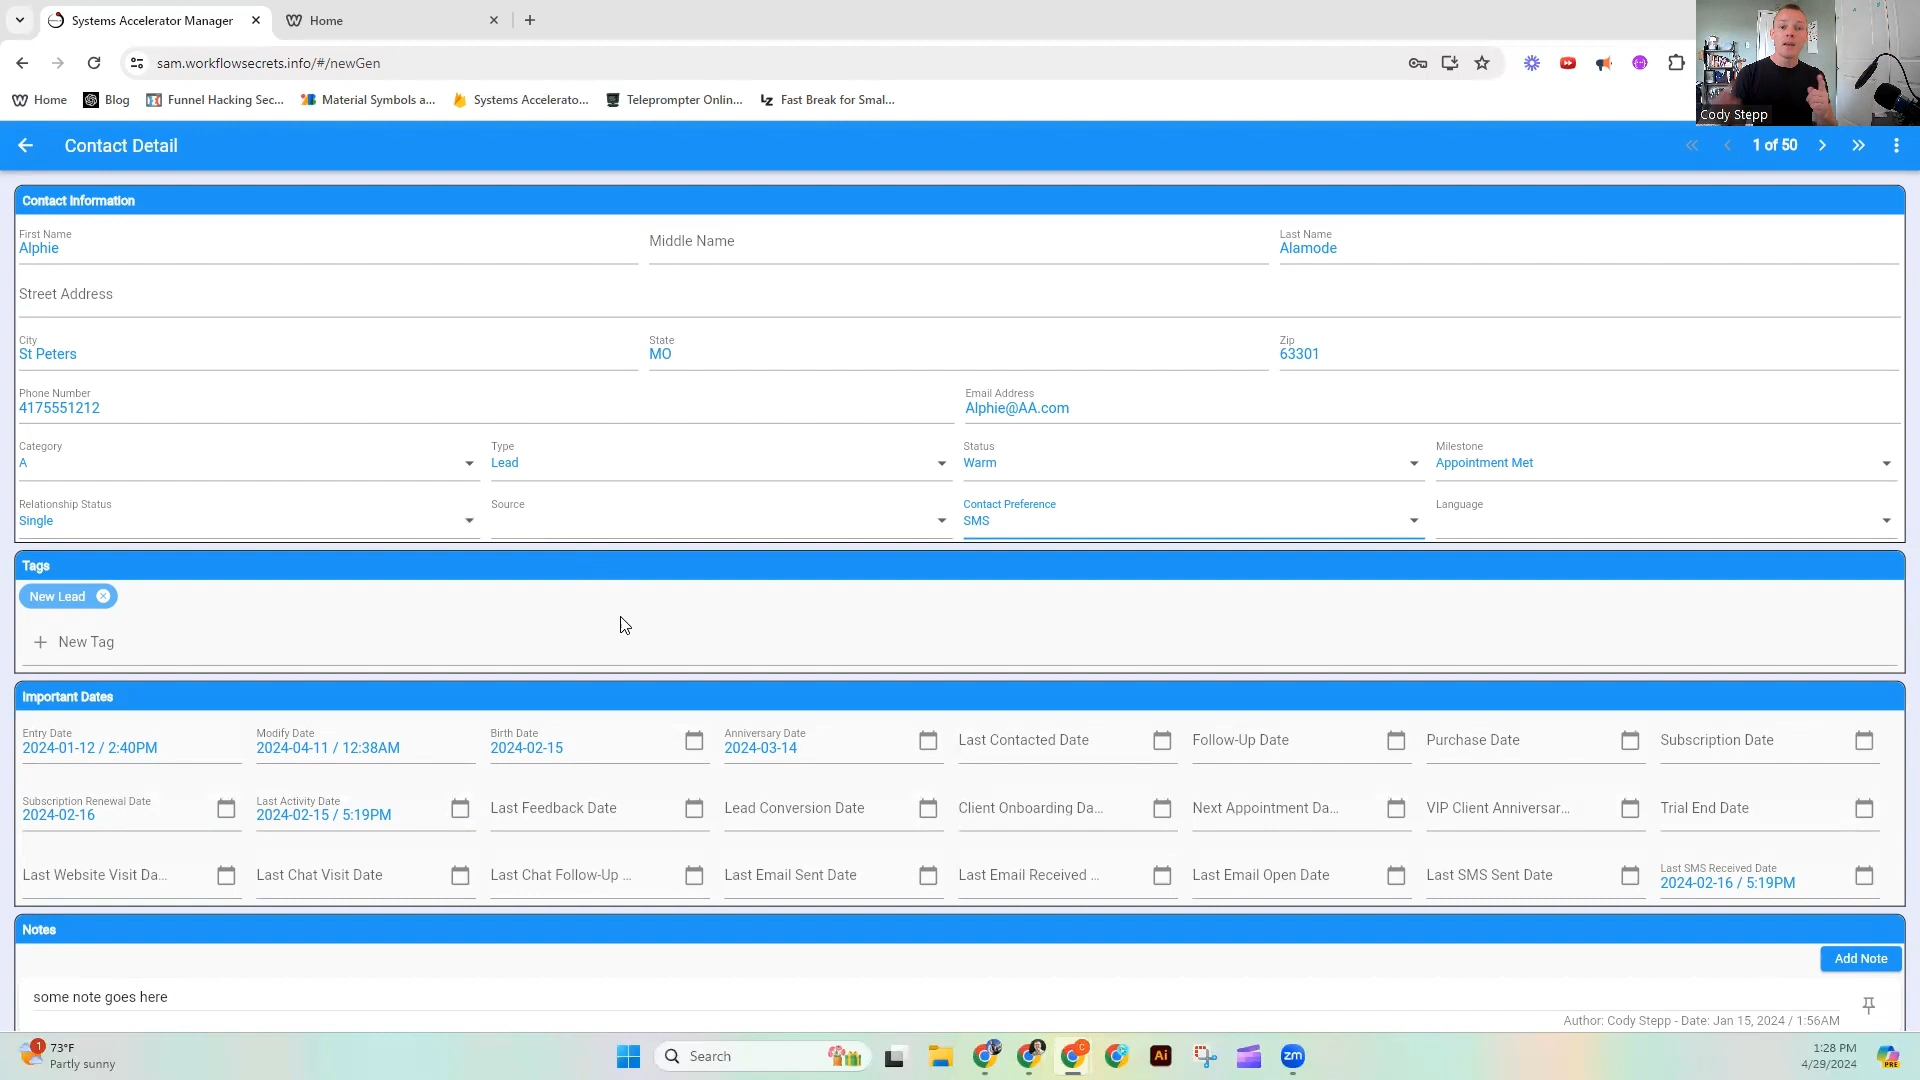 Systems Accelerator Manager
Home
sam.workflowsecrets.info/#/newGen
Home
Blog
Funnel Hacking Sec...
Material Symbols a...
Systems Accelerato...
Teleprompter Onlin...
Fast Break for Smal...
Cody Stepp
Contact Detail
1 of 50
Contact Information
First Name
Alphie
Middle Name
Last Name
Alamode
Street Address
City
St Peters
State
MO
Zip
63301
Phone Number
4175551212
Email Address
Alphie@AA.com
Category
A
Type
Lead
Status
Warm
Milestone
Appointment Met
Relationship Status
Single
Source
Contact Preference
SMS
Language
Tags
New Lead
New Tag
Important Dates
Entry Date
2024-01-12 / 2:40PM
Modify Date
2024-04-11 / 12:38AM
Birth Date
2024-02-15
Anniversary Date
2024-03-14
Last Contacted Date
Follow-Up Date
Purchase Date
Subscription Date
Subscription Renewal Date
2024-02-16
Last Activity Date
2024-02-15 / 5:19PM
Last Feedback Date
Lead Conversion Date
Client Onboarding Da...
Next Appointment Da...
VIP Client Anniversar...
Trial End Date
Last Website Visit Da...
Last Chat Visit Date
Last Chat Follow-Up ...
Last Email Sent Date
Last Email Received ...
Last Email Open Date
Last SMS Sent Date
Last SMS Received Date
2024-02-16 / 5:19PM
Notes
Add Note
some note goes here
Author: Cody Stepp - Date: Jan 15, 2024 / 1:56AM
1
73°F
Partly sunny
Search
C
Ai
zm
1:28 PM
4/29/2024
PRE